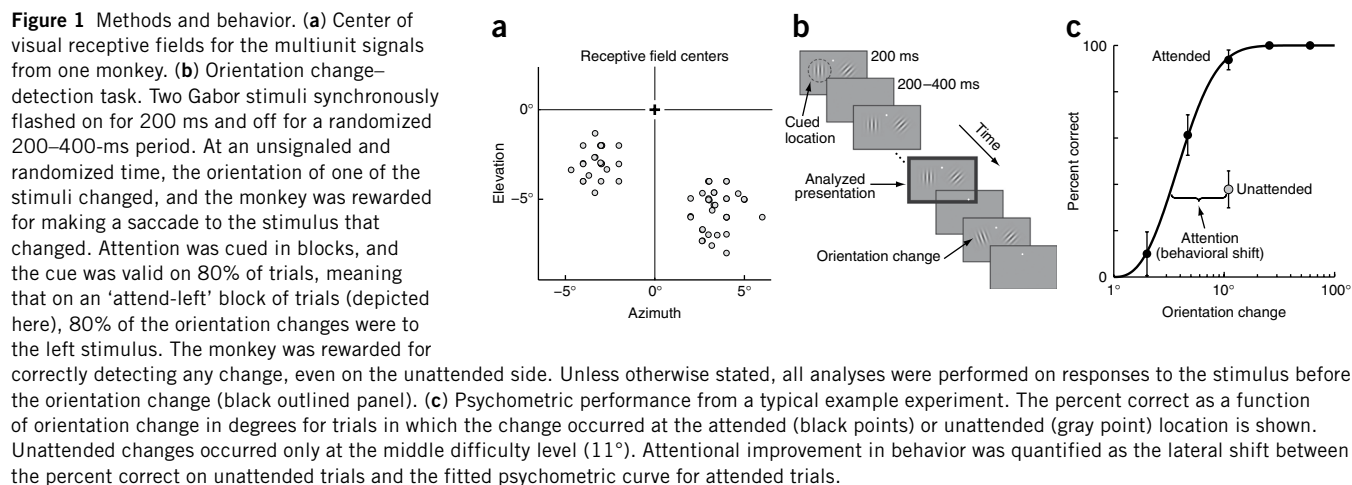 Figure 1 Methods and behavior. (a) Center of
visual receptive fields for the multiunit signals
from one monkey. (b) Orientation change–
detection task. Two Gabor stimuli synchronously
flashed on for 200 ms and off for a randomized
200–400-ms period. At an unsignaled and
randomized time, the orientation of one of the
stimuli changed, and the monkey was rewarded
for making a saccade to the stimulus that
changed. Attention was cued in blocks, and
the cue was valid on 80% of trials, meaning
that on an ‘attend-left’ block of trials (depicted
here), 80% of the orientation changes were to
the left stimulus. The monkey was rewarded for
correctly detecting any change, even on the unattended side. Unless otherwise stated, all analyses were performed on responses to the stimulus before
the orientation change (black outlined panel). (c) Psychometric performance from a typical example experiment. The percent correct as a function
of orientation change in degrees for trials in which the change occurred at the attended (black points) or unattended (gray point) location is shown.
Unattended changes occurred only at the middle difficulty level (11°). Attentional improvement in behavior was quantified as the lateral shift between
the percent correct on unattended trials and the fitted psychometric curve for attended trials.
a
Receptive field centers
0°
Elevation
–5°
–5° 0° 5°
Azimuth
b
200 ms
200–400 ms
Cued
location
Time
Analyzed
presentation
Orientation change
c
100
Attended
Percent correct
Unattended
Attention
(behavioral shift)
0
1° 10° 100°
Orientation change